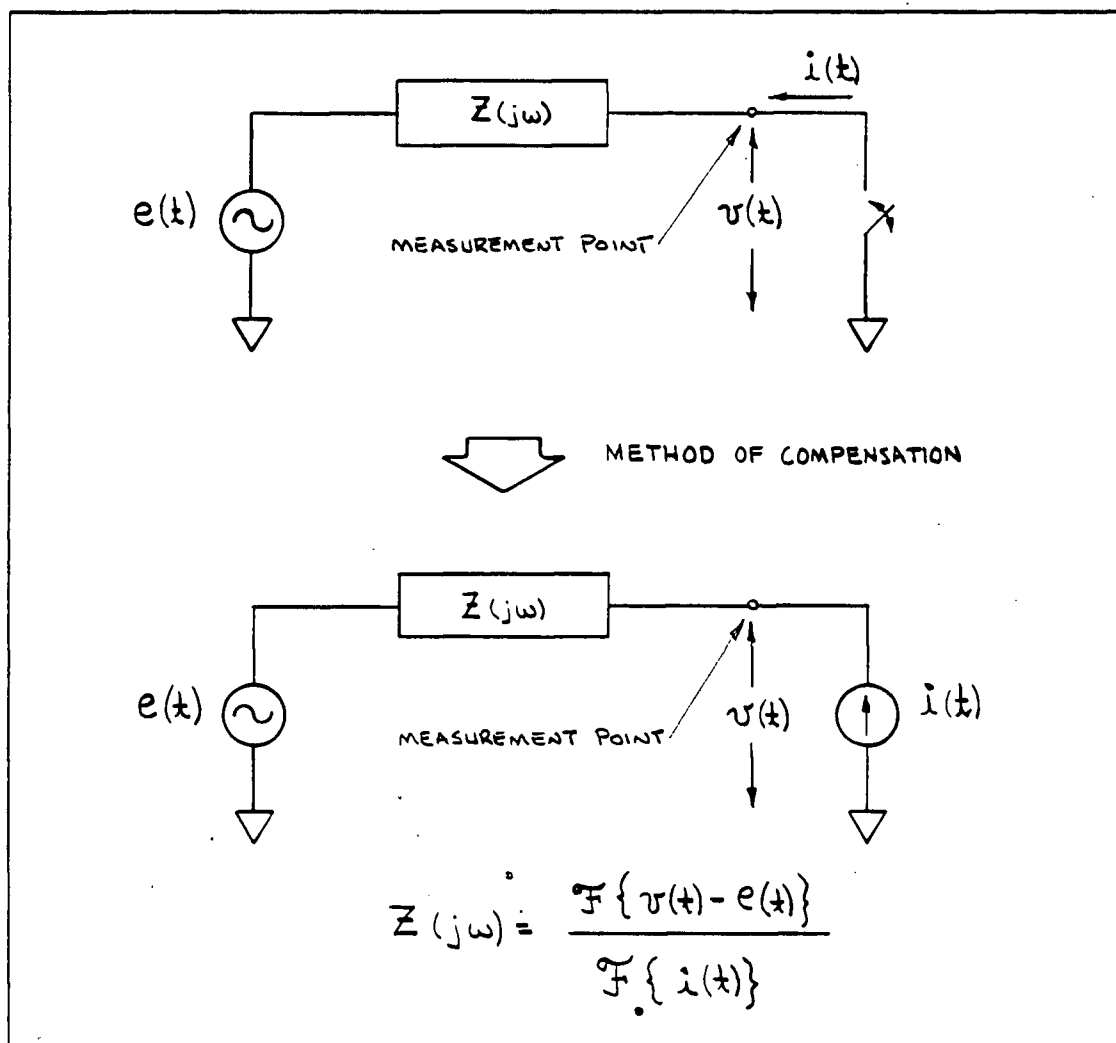 i(t)
Z(jω)
e(t)
v(t)
MEASUREMENT POINT
METHOD OF COMPENSATION
Z(jω)
e(t)
v(t)
i(t)
MEASUREMENT POINT
Z(jω) = ℱ{v(t)-e(t)}
ℱ{i(t)}